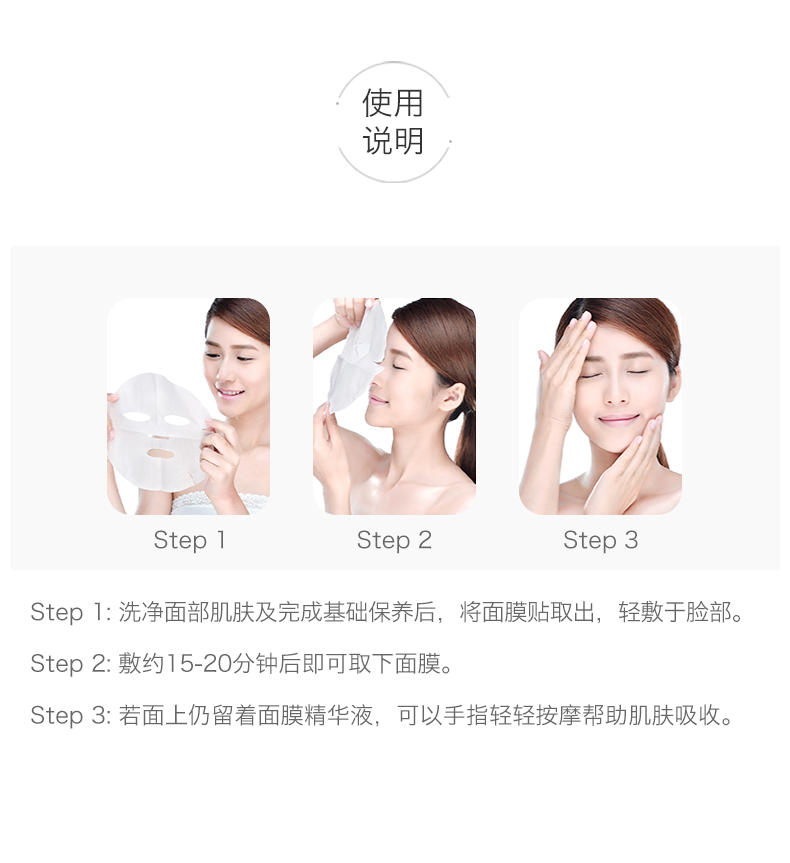 使用
说明
Step 1
Step 2
Step 3
Step 1: 洗净面部肌肤及完成基础保养后，将面膜贴取出，轻敷于脸部。
Step 2: 敷约15-20分钟后即可取下面膜。
Step 3: 若面上仍留着面膜精华液，可以手指轻轻按摩帮助肌肤吸收。